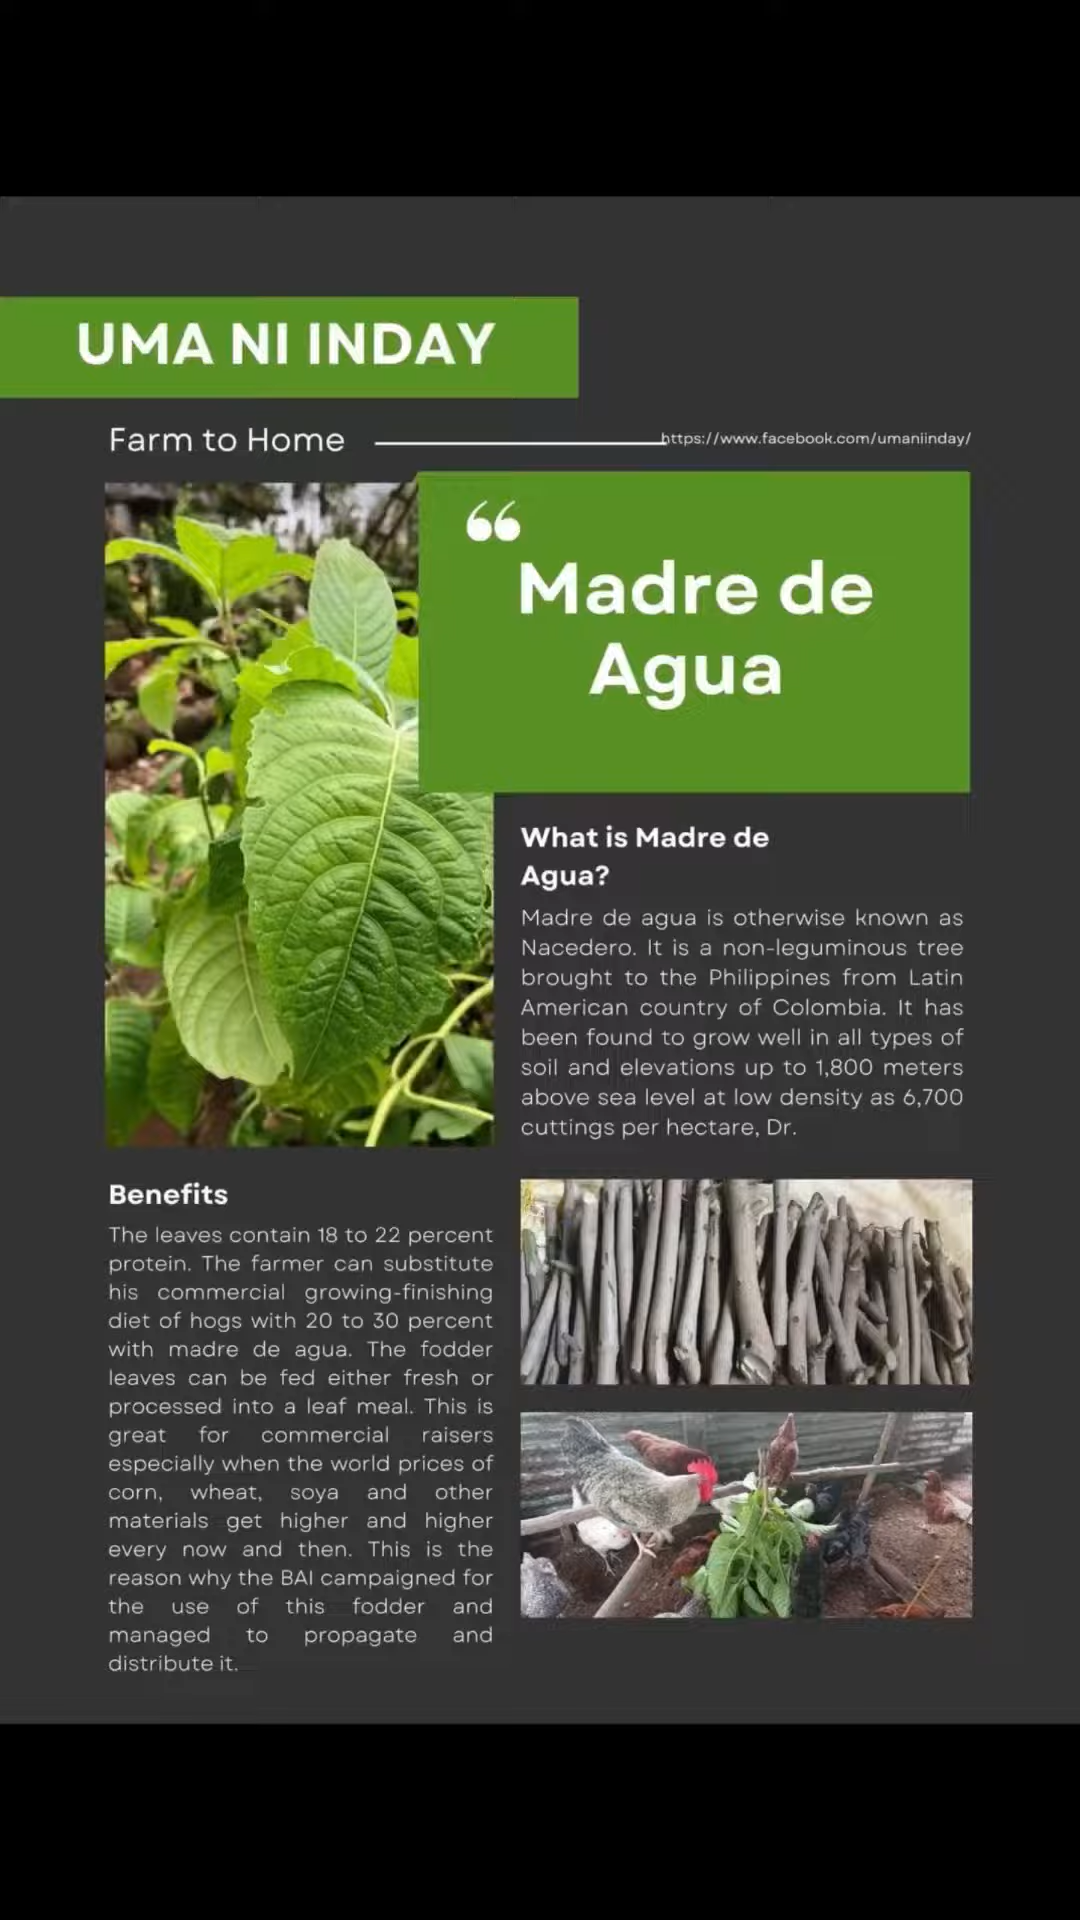 UMA NI INDAY
Farm to Home
https://www.facebook.com/umaniinday/
“
Madre de
Agua
What is Madre de
Agua?
Madre de agua is otherwise known as
Nacedero. It is a non-leguminous tree
brought to the Philippines from Latin
American country of Colombia. It has
been found to grow well in all types of
soil and elevations up to 1,800 meters
above sea level at low density as 6,700
cuttings per hectare, Dr.
Benefits
The leaves contain 18 to 22 percent
protein. The farmer can substitute
his commercial growing-finishing
diet of hogs with 20 to 30 percent
with madre de agua. The fodder
leaves can be fed either fresh or
processed into a leaf meal. This is
great for commercial raisers
especially when the world prices of
corn, wheat, soya and other
materials get higher and higher
every now and then. This is the
reason why the BAI campaigned for
the use of this fodder and
managed to propagate and
distribute it.